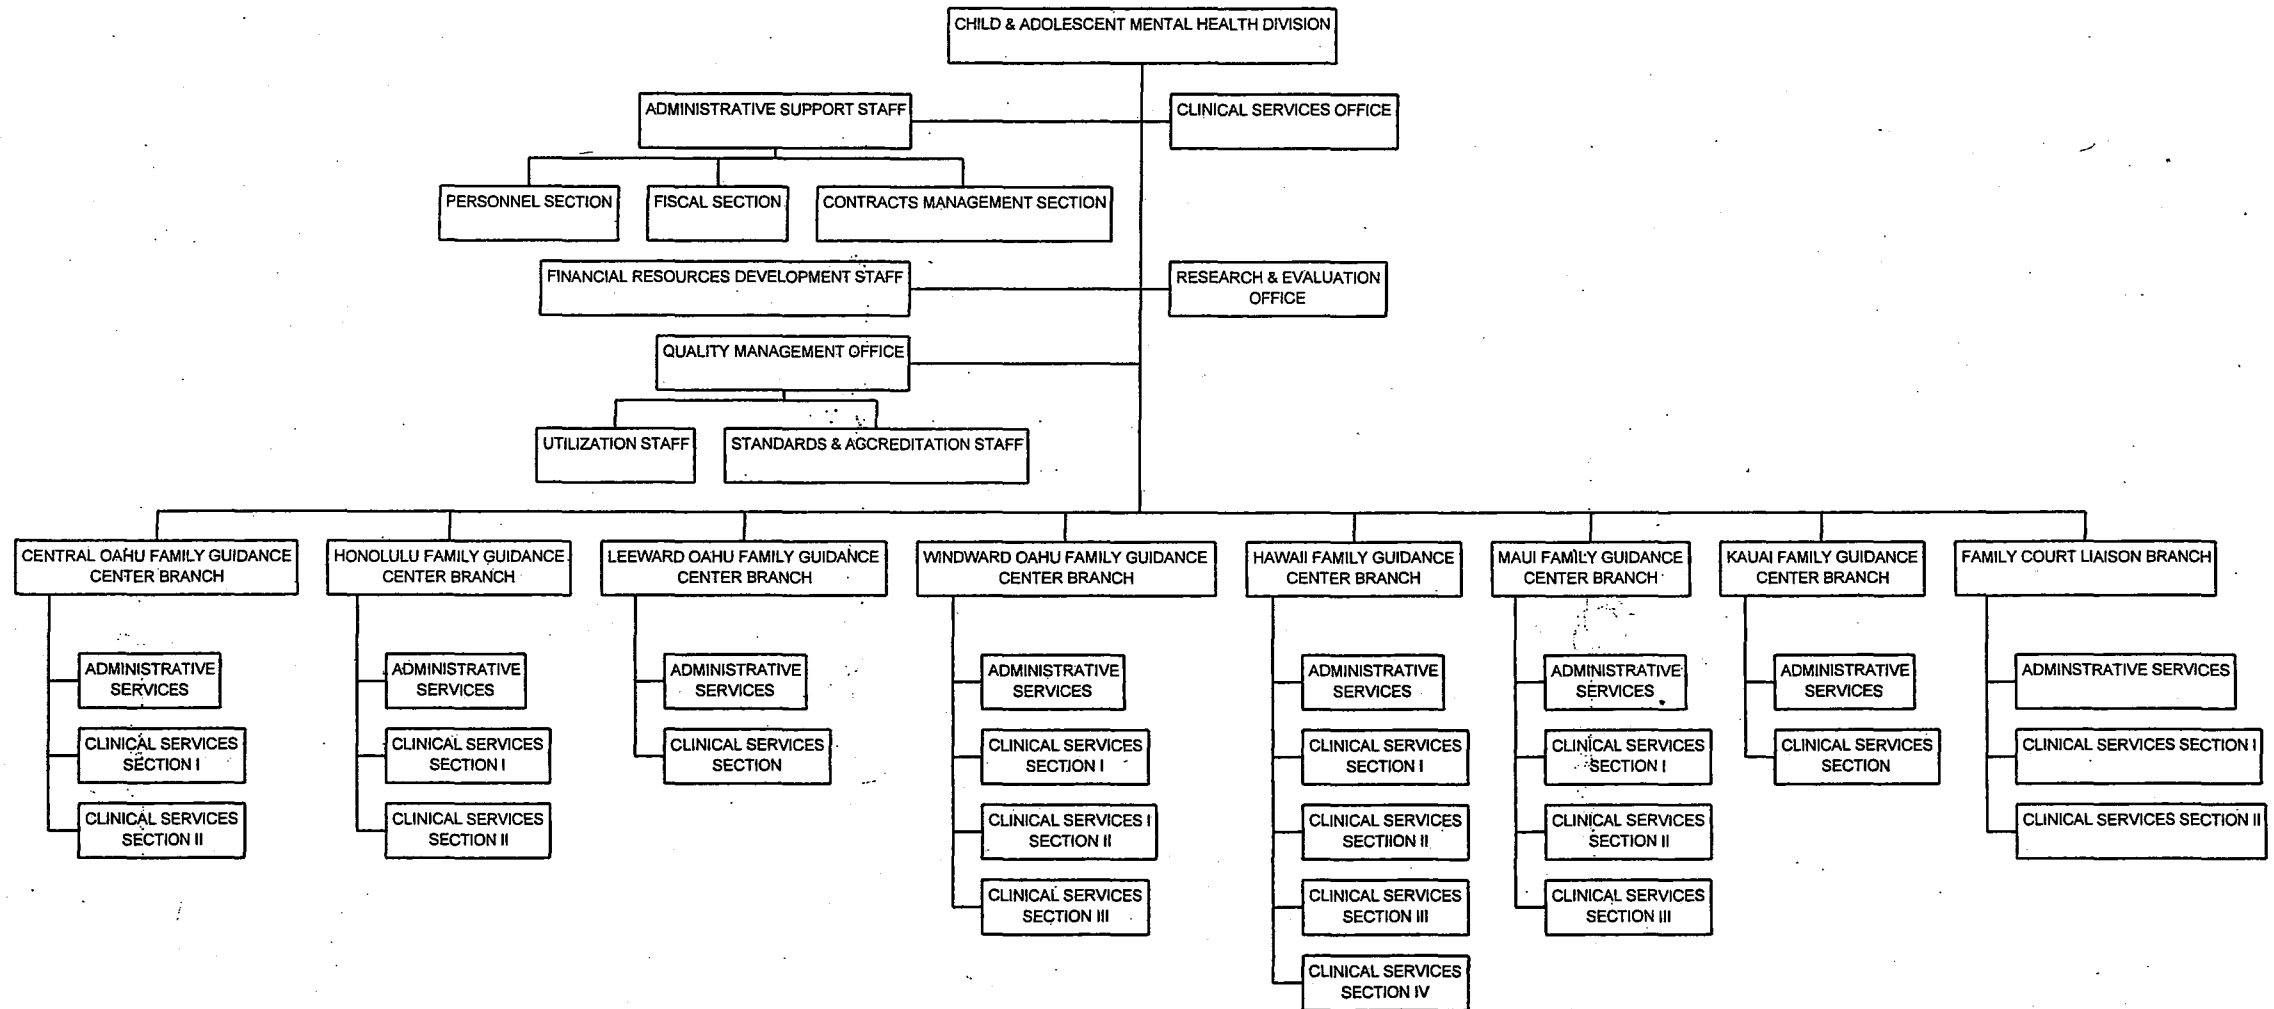 CHILD & ADOLESCENT MENTAL HEALTH DIVISION
ADMINISTRATIVE SUPPORT STAFF
CLINICAL SERVICES OFFICE
PERSONNEL SECTION
FISCAL SECTION
CONTRACTS MANAGEMENT SECTION
FINANCIAL RESOURCES DEVELOPMENT STAFF
RESEARCH & EVALUATION
OFFICE
QUALITY MANAGEMENT OFFICE
UTILIZATION STAFF
STANDARDS & ACCREDITATION STAFF
CENTRAL OAHU FAMILY GUIDANCE
CENTER BRANCH
HONOLULU FAMILY GUIDANCE
CENTER BRANCH
LEEWARD OAHU FAMILY GUIDANCE
CENTER BRANCH
WINDWARD OAHU FAMILY GUIDANCE
CENTER BRANCH
HAWAII FAMILY GUIDANCE
CENTER BRANCH
MAUI FAMILY GUIDANCE
CENTER BRANCH
KAUAI FAMILY GUIDANCE
CENTER BRANCH
FAMILY COURT LIAISON BRANCH
ADMINISTRATIVE
SERVICES
CLINICAL SERVICES
SECTION I
CLINICAL SERVICES
SECTION II
ADMINISTRATIVE
SERVICES
CLINICAL SERVICES
SECTION I
CLINICAL SERVICES
SECTION II
ADMINISTRATIVE
SERVICES
CLINICAL SERVICES
SECTION
ADMINISTRATIVE
SERVICES
CLINICAL SERVICES
SECTION I
CLINICAL SERVICES I
SECTION II
CLINICAL SERVICES
SECTION III
ADMINISTRATIVE
SERVICES
CLINICAL SERVICES
SECTION I
CLINICAL SERVICES
SECTIION II
CLINICAL SERVICES
SECTION III
CLINICAL SERVICES
SECTION IV
ADMINISTRATIVE
SERVICES
CLINICAL SERVICES
SECTION I
CLINICAL SERVICES
SECTION II
CLINICAL SERVICES
SECTION III
ADMINISTRATIVE
SERVICES
CLINICAL SERVICES
SECTION
ADMINSTRATIVE SERVICES
CLINICAL SERVICES SECTION I
CLINICAL SERVICES SECTION II